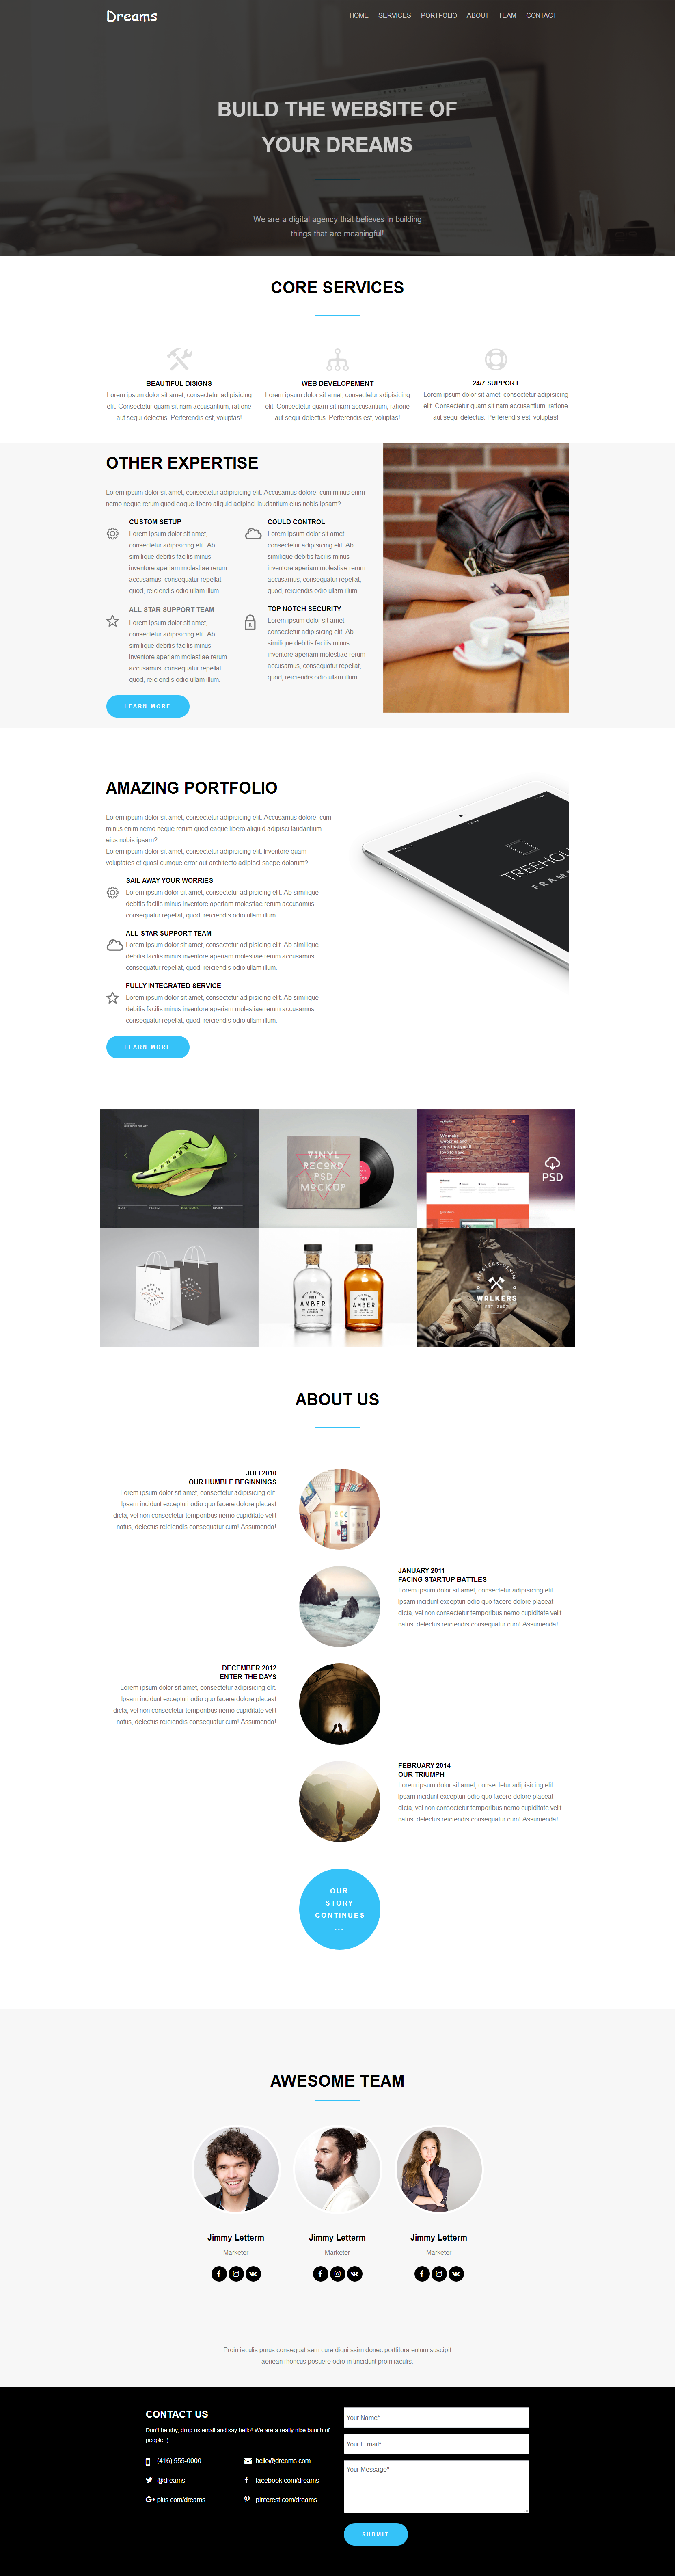 Dreams
HOME SERVICES PORTFOLIO ABOUT TEAM CONTACT
BUILD THE WEBSITE OF
YOUR DREAMS
We are a digital agency that believes in building
things that are meaningful!
CORE SERVICES
BEAUTIFUL DISIGNS
Lorem ipsum dolor sit amet, consectetur adipisicing
elit. Consectetur quam sit nam accusantium, ratione
aut sequi delectus. Perferendis est, voluptas!
WEB DEVELOPEMENT
Lorem ipsum dolor sit amet, consectetur adipisicing
elit. Consectetur quam sit nam accusantium, ratione
aut sequi delectus. Perferendis est, voluptas!
24/7 SUPPORT
Lorem ipsum dolor sit amet, consectetur adipisicing
elit. Consectetur quam sit nam accusantium, ratione
aut sequi delectus. Perferendis est, voluptas!
OTHER EXPERTISE
Lorem ipsum dolor sit amet, consectetur adipisicing elit. Accusamus dolore, cum minus enim
nemo neque rerum quod eaque libero aliquid adipisci laudantium eius nobis ipsam?
CUSTOM SETUP
Lorem ipsum dolor sit amet,
consectetur adipisicing elit. Ab
similique debitis facilis minus
inventore aperiam molestiae rerum
accusamus, consequatur repellat,
quod, reiciendis odio ullam illum.
COULD CONTROL
Lorem ipsum dolor sit amet,
consectetur adipisicing elit. Ab
similique debitis facilis minus
inventore aperiam molestiae rerum
accusamus, consequatur repellat,
quod, reiciendis odio ullam illum.
ALL STAR SUPPORT TEAM
Lorem ipsum dolor sit amet,
consectetur adipisicing elit. Ab
similique debitis facilis minus
inventore aperiam molestiae rerum
accusamus, consequatur repellat,
quod, reiciendis odio ullam illum.
TOP NOTCH SECURITY
Lorem ipsum dolor sit amet,
consectetur adipisicing elit. Ab
similique debitis facilis minus
inventore aperiam molestiae rerum
accusamus, consequatur repellat,
quod, reiciendis odio ullam illum.
LEARN MORE
AMAZING PORTFOLIO
Lorem ipsum dolor sit amet, consectetur adipisicing elit. Accusamus dolore, cum
minus enim nemo neque rerum quod eaque libero aliquid adipisci laudantium
eius nobis ipsam?
Lorem ipsum dolor sit amet, consectetur adipisicing elit. Inventore quam
voluptates et quasi cumque error aut architecto adipisci saepe dolorum?
SAIL AWAY YOUR WORRIES
Lorem ipsum dolor sit amet, consectetur adipisicing elit. Ab similique
debitis facilis minus inventore aperiam molestiae rerum accusamus,
consequatur repellat, quod, reiciendis odio ullam illum.
ALL-STAR SUPPORT TEAM
Lorem ipsum dolor sit amet, consectetur adipisicing elit. Ab similique
debitis facilis minus inventore aperiam molestiae rerum accusamus,
consequatur repellat, quod, reiciendis odio ullam illum.
FULLY INTEGRATED SERVICE
Lorem ipsum dolor sit amet, consectetur adipisicing elit. Ab similique
debitis facilis minus inventore aperiam molestiae rerum accusamus,
consequatur repellat, quod, reiciendis odio ullam illum.
LEARN MORE
TREEHOU
FRAM
VINYL
RECORD
PSD
MOCKUP
PSD
AMBER
AMBER
WALKERS
ABOUT US
JULI 2010
OUR HUMBLE BEGINNINGS
Lorem ipsum dolor sit amet, consectetur adipisicing elit.
Ipsam incidunt excepturi odio quo facere dolore placeat
dicta, vel non consectetur temporibus nemo cupiditate velit
natus, delectus reiciendis consequatur cum! Assumenda!
JANUARY 2011
FACING STARTUP BATTLES
Lorem ipsum dolor sit amet, consectetur adipisicing elit.
Ipsam incidunt excepturi odio quo facere dolore placeat
dicta, vel non consectetur temporibus nemo cupiditate velit
natus, delectus reiciendis consequatur cum! Assumenda!
DECEMBER 2012
ENTER THE DAYS
Lorem ipsum dolor sit amet, consectetur adipisicing elit.
Ipsam incidunt excepturi odio quo facere dolore placeat
dicta, vel non consectetur temporibus nemo cupiditate velit
natus, delectus reiciendis consequatur cum! Assumenda!
FEBRUARY 2014
OUR TRIUMPH
Lorem ipsum dolor sit amet, consectetur adipisicing elit.
Ipsam incidunt excepturi odio quo facere dolore placeat
dicta, vel non consectetur temporibus nemo cupiditate velit
natus, delectus reiciendis consequatur cum! Assumenda!
OUR
STORY
CONTINUES
...
AWESOME TEAM
Jimmy Letterm
Marketer
Jimmy Letterm
Marketer
Jimmy Letterm
Marketer
Proin iaculis purus consequat sem cure digni ssim donec porttitora entum suscipit
aenean rhoncus posuere odio in tincidunt proin iaculis.
CONTACT US
Don't be shy, drop us email and say hello! We are a really nice bunch of
people :)
(416) 555-0000
hello@dreams.com
@dreams
facebook.com/dreams
plus.com/dreams
pinterest.com/dreams
Your Name*
Your E-mail*
Your Message*
SUBMIT